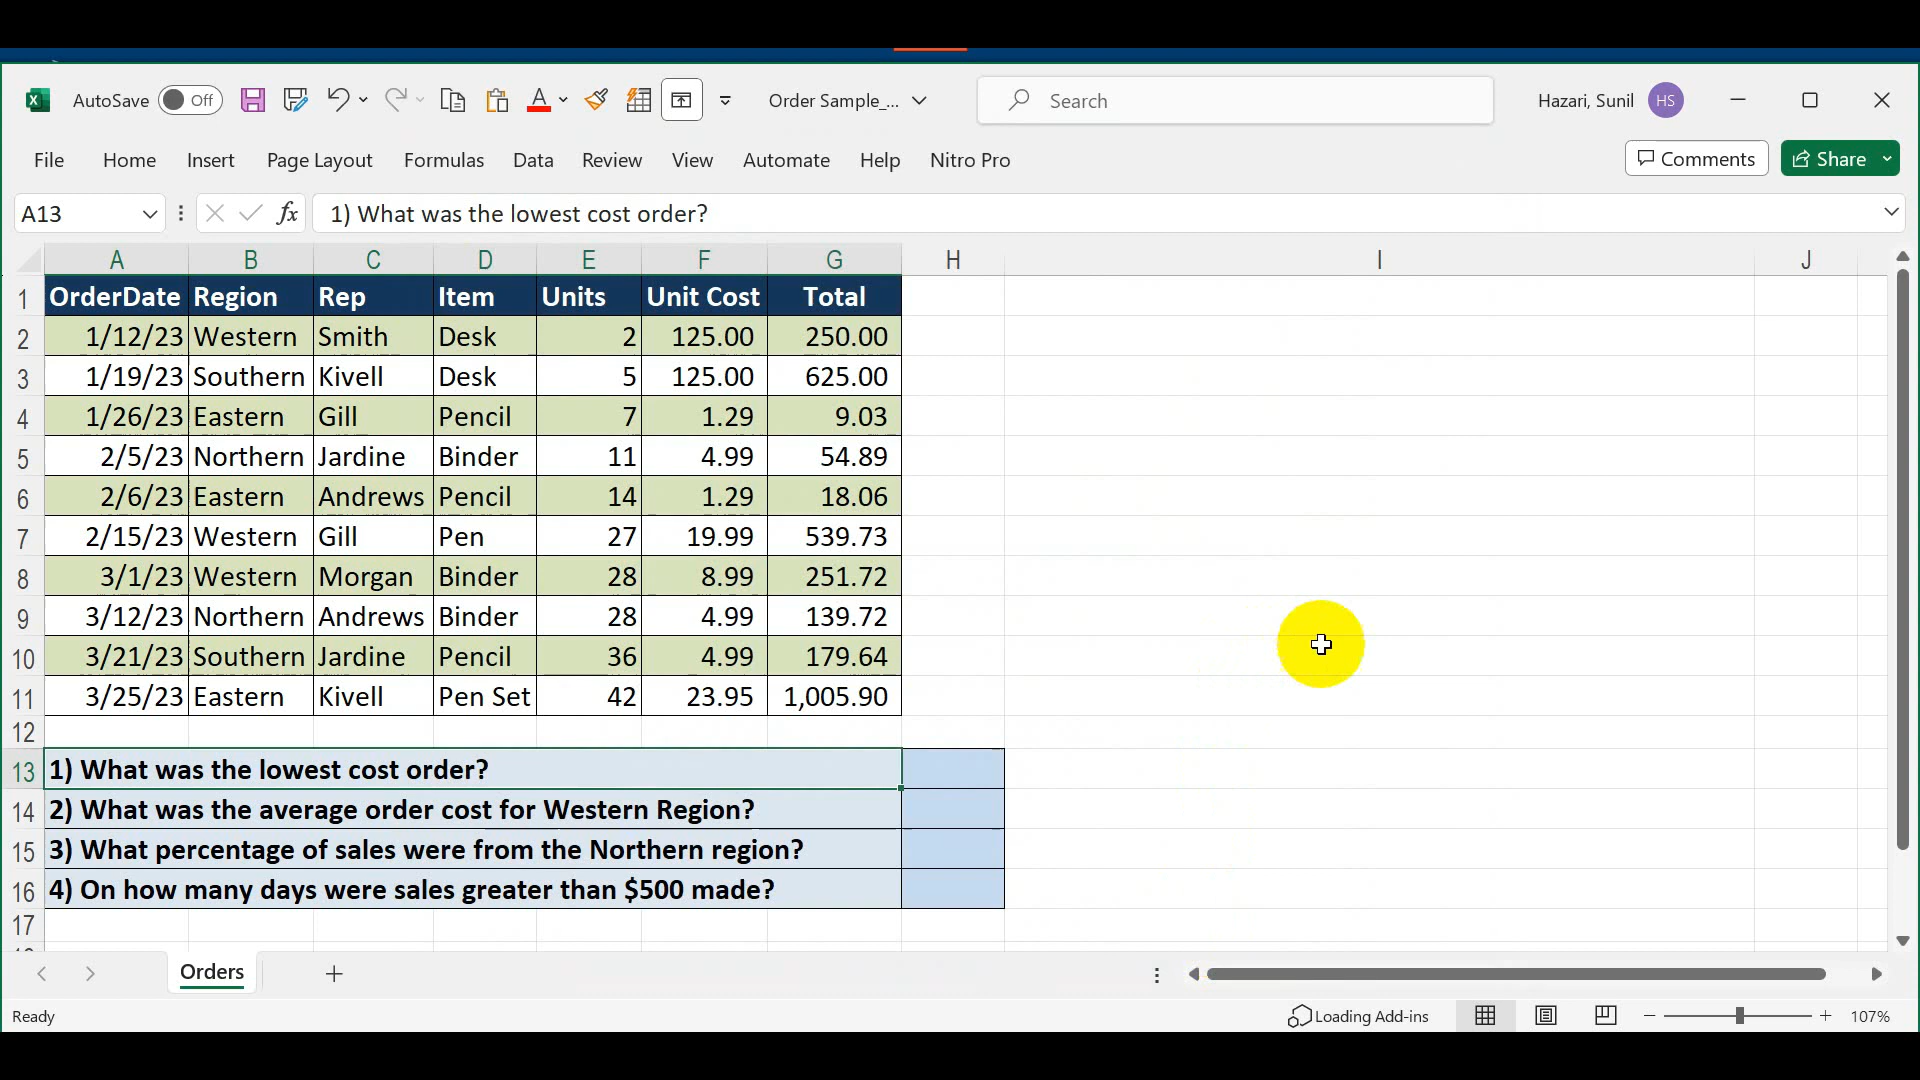 AutoSave Off Order Sample_... Search Hazari, Sunil HS
File Home Insert Page Layout Formulas Data Review View Automate Help Nitro Pro Comments Share
A13 fx 1) What was the lowest cost order?
A B C D E F G H I J
1 OrderDate Region Rep Item Units Unit Cost Total
2 1/12/23 Western Smith Desk 2 125.00 250.00
3 1/19/23 Southern Kivell Desk 5 125.00 625.00
4 1/26/23 Eastern Gill Pencil 7 1.29 9.03
5 2/5/23 Northern Jardine Binder 11 4.99 54.89
6 2/6/23 Eastern Andrews Pencil 14 1.29 18.06
7 2/15/23 Western Gill Pen 27 19.99 539.73
8 3/1/23 Western Morgan Binder 28 8.99 251.72
9 3/12/23 Northern Andrews Binder 28 4.99 139.72
10 3/21/23 Southern Jardine Pencil 36 4.99 179.64
11 3/25/23 Eastern Kivell Pen Set 42 23.95 1,005.90
12
13 1) What was the lowest cost order?
14 2) What was the average order cost for Western Region?
15 3) What percentage of sales were from the Northern region?
16 4) On how many days were sales greater than $500 made?
17
Orders
Ready Loading Add-ins 107%